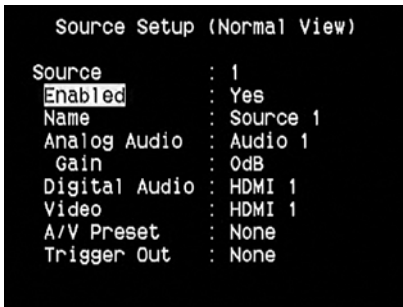 Source Setup (Normal View)
Source : 1
Enabled : Yes
Name : Source 1
Analog Audio : Audio 1
Gain : 0dB
Digital Audio : HDMI 1
Video : HDMI 1
A/V Preset : None
Trigger Out : None